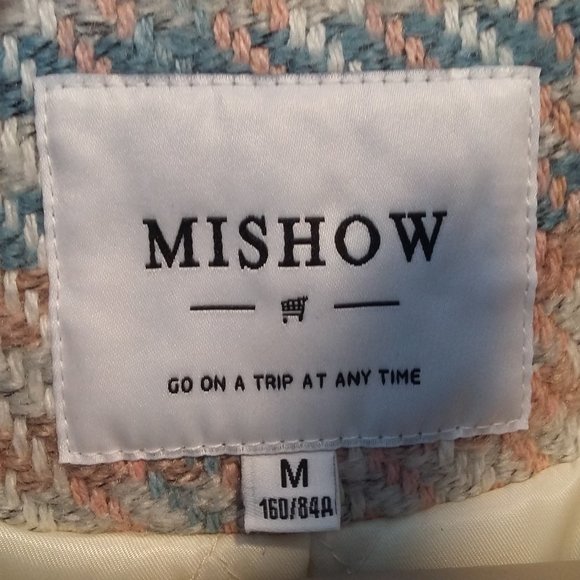 MISHOW
GO ON A TRIP AT ANY TIME
M
160/84A